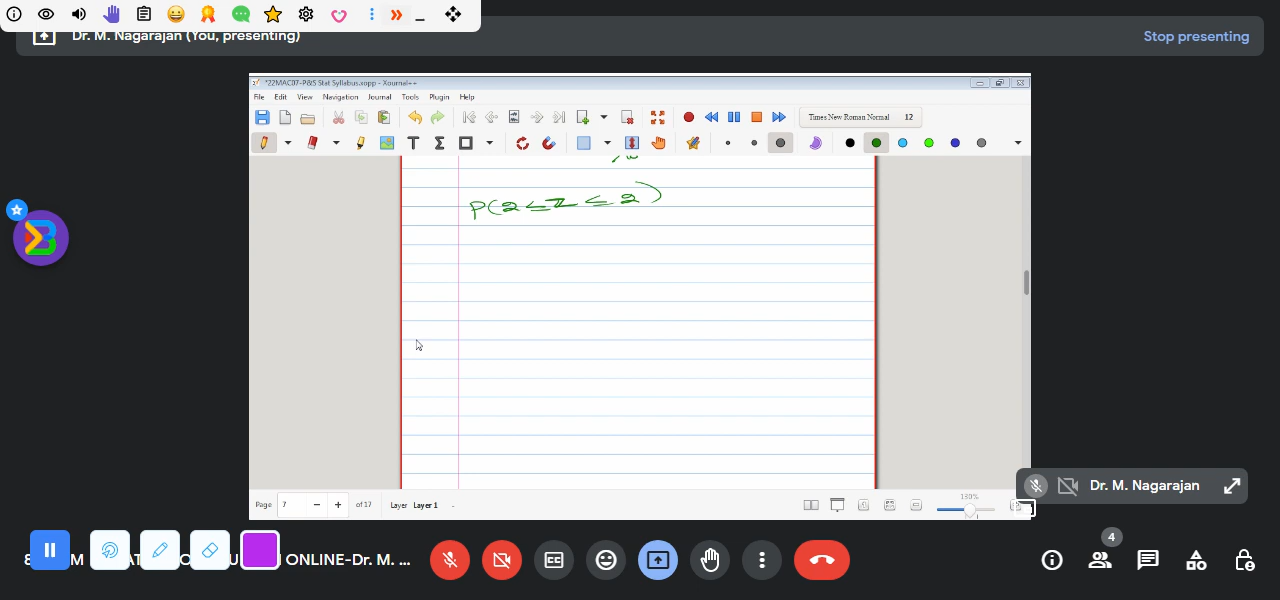 Dr. M. Nagarajan (You, presenting)
Stop presenting
*22MAC07-P&S Stat Syllabus.xopp - Xournal++
File Edit View Navigation Journal Tools Plugin Help
Times New Roman Normal 12
P(2 ≤ Z ≤ 2)
Page 7 - + of 17 Layer Layer 1
130%
Dr. M. Nagarajan
4
ONLINE-Dr. M. ...